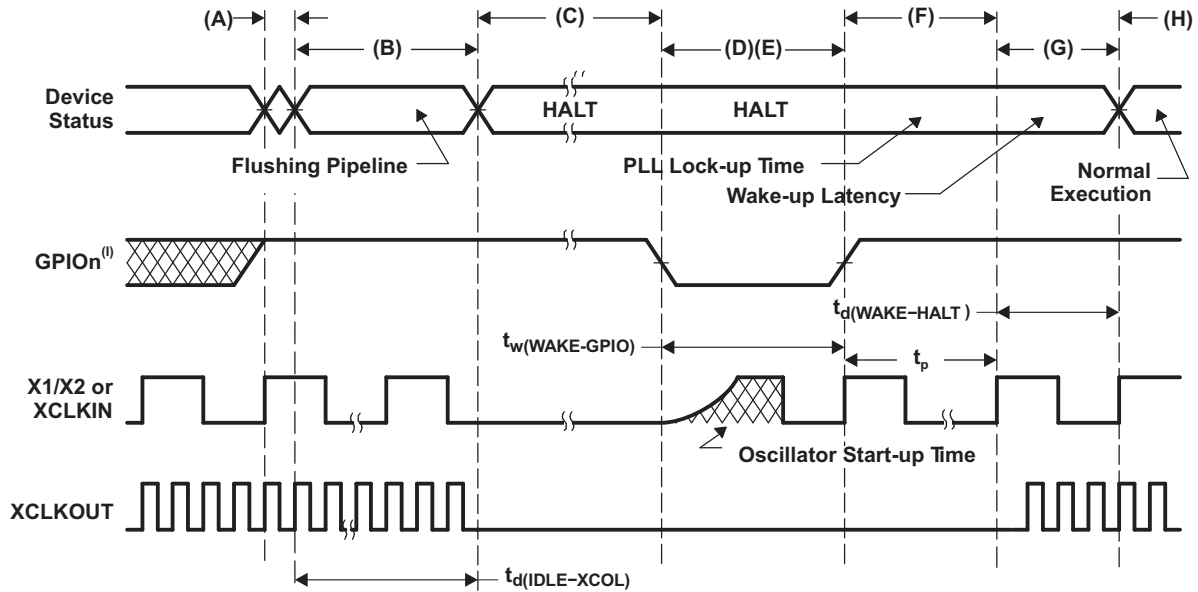 (A)
(C)
(F)
(H)
(B)
(D)(E)
(G)
Device
Status
HALT
HALT
Flushing Pipeline
PLL Lock-up Time
Wake-up Latency
Normal
Execution
GPIOn(I)
td(WAKE−HALT)
tw(WAKE-GPIO)
tp
X1/X2 or
XCLKIN
Oscillator Start-up Time
XCLKOUT
td(IDLE−XCOL)